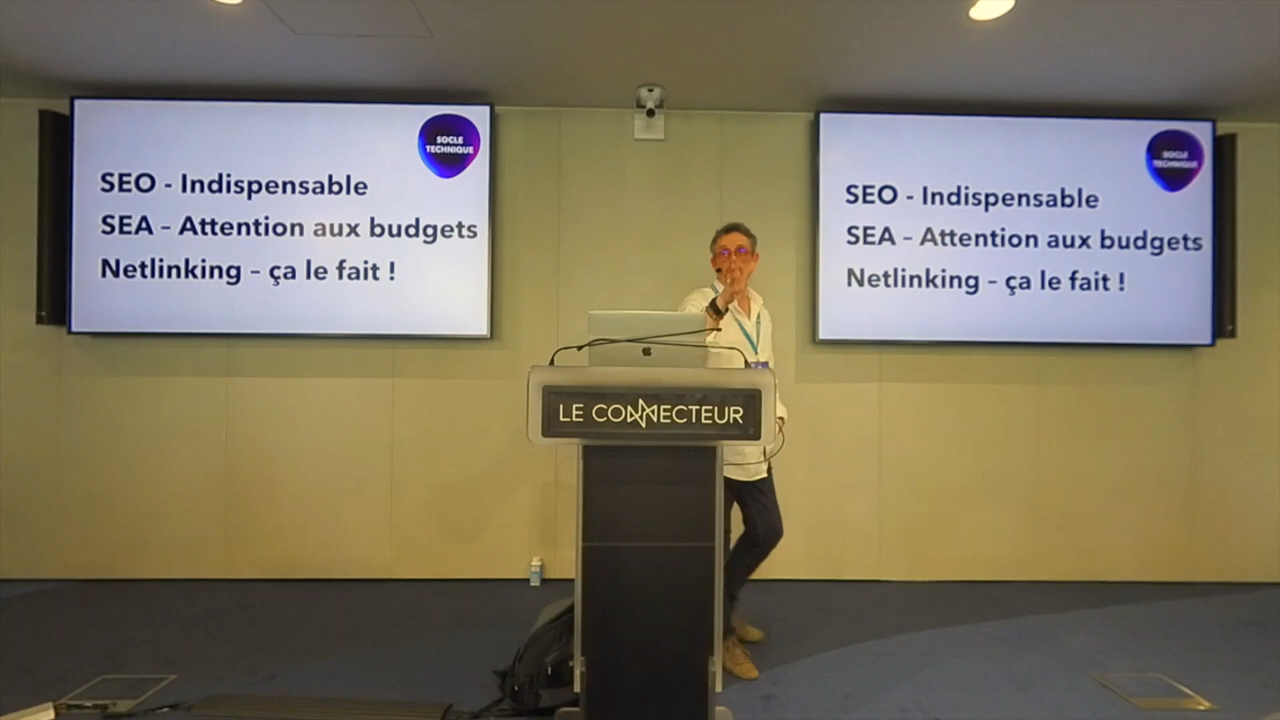 SOCLE
TECHNIQUE
SEO - Indispensable
SEA – Attention aux budgets
Netlinking – ça le fait !
SOCLE
TECHNIQUE
SEO - Indispensable
SEA – Attention aux budgets
Netlinking – ça le fait !
LE CONNECTEUR